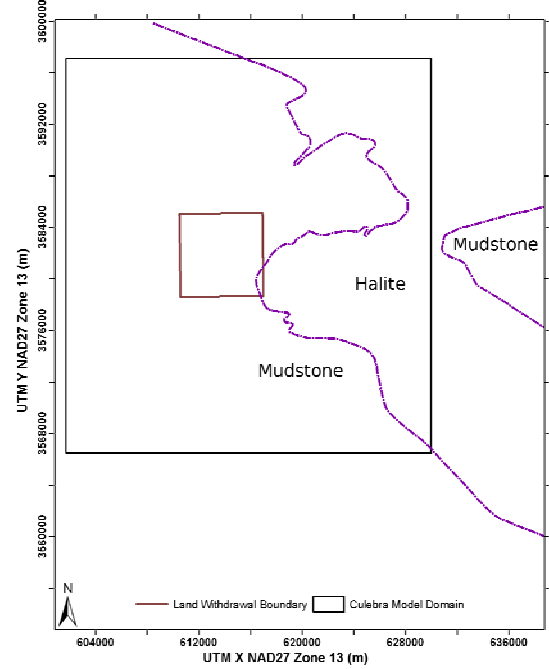 3600000
3592000
3584000
3576000
3568000
3560000
UTM Y NAD27 Zone 13 (m)
Mudstone
Halite
Mudstone
N
Land Withdrawal Boundary
Culebra Model Domain
604000
612000
620000
628000
636000
UTM X NAD27 Zone 13 (m)